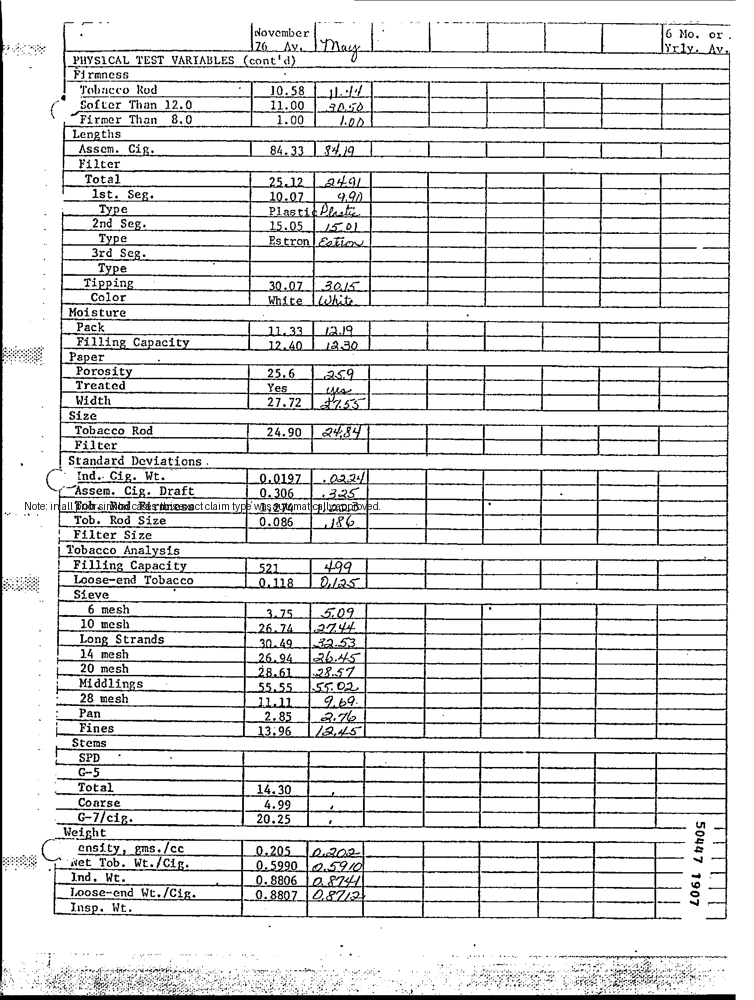 November 6 Mo. or
76 Av. May Yrly. Av.
PHYSICAL TEST VARIABLES (cont'd)
Firmness
Tobacco Rod 10.58 11.44
Softer Than 12.0 11.00 30.50
Firmer Than 8.0 1.00 1.00
Lengths
Assem. Cig. 84.33 84.19
Filter
Total 25.12 24.91
1st. Seg. 10.07 9.90
Type Plastic Plastic
2nd Seg. 15.05 15.01
Type Estron Estron
3rd Seg.
Type
Tipping 30.07 30.15
Color White White
Moisture
Pack 11.33 12.19
Filling Capacity 12.40 12.30
Paper
Porosity 25.6 25.9
Treated Yes yes
Width 27.72 27.55
Size
Tobacco Rod 24.90 24.84
Filter
Standard Deviations
Ind. Cig. Wt. 0.0197 .0224
Assem. Cig. Draft 0.306 .325
Note: in all
claim type was automatically approved.
Tob. Rod Size 0.086 .186
Filter Size
Tobacco Analysis
Filling Capacity 521 499
Loose-end Tobacco 0.118 0.125
Sieve
6 mesh 3.75 5.09
10 mesh 26.74 27.44
Long Strands 30.49 32.53
14 mesh 26.94 26.45
20 mesh 28.61 28.57
Middlings 55.55 55.02
28 mesh 11.11 9.69
Pan 2.85 2.76
Fines 13.96 12.45
Stems
SPD
G-5
Total 14.30
Coarse 4.99
G-7/cig. 20.25
Weight
ensity, gms./cc 0.205 0.202
Net Tob. Wt./Cig. 0.5990 0.5910
Ind. Wt. 0.8806 0.8741
Loose-end Wt./Cig. 0.8807 0.8712
Insp. Wt.
50447 1907